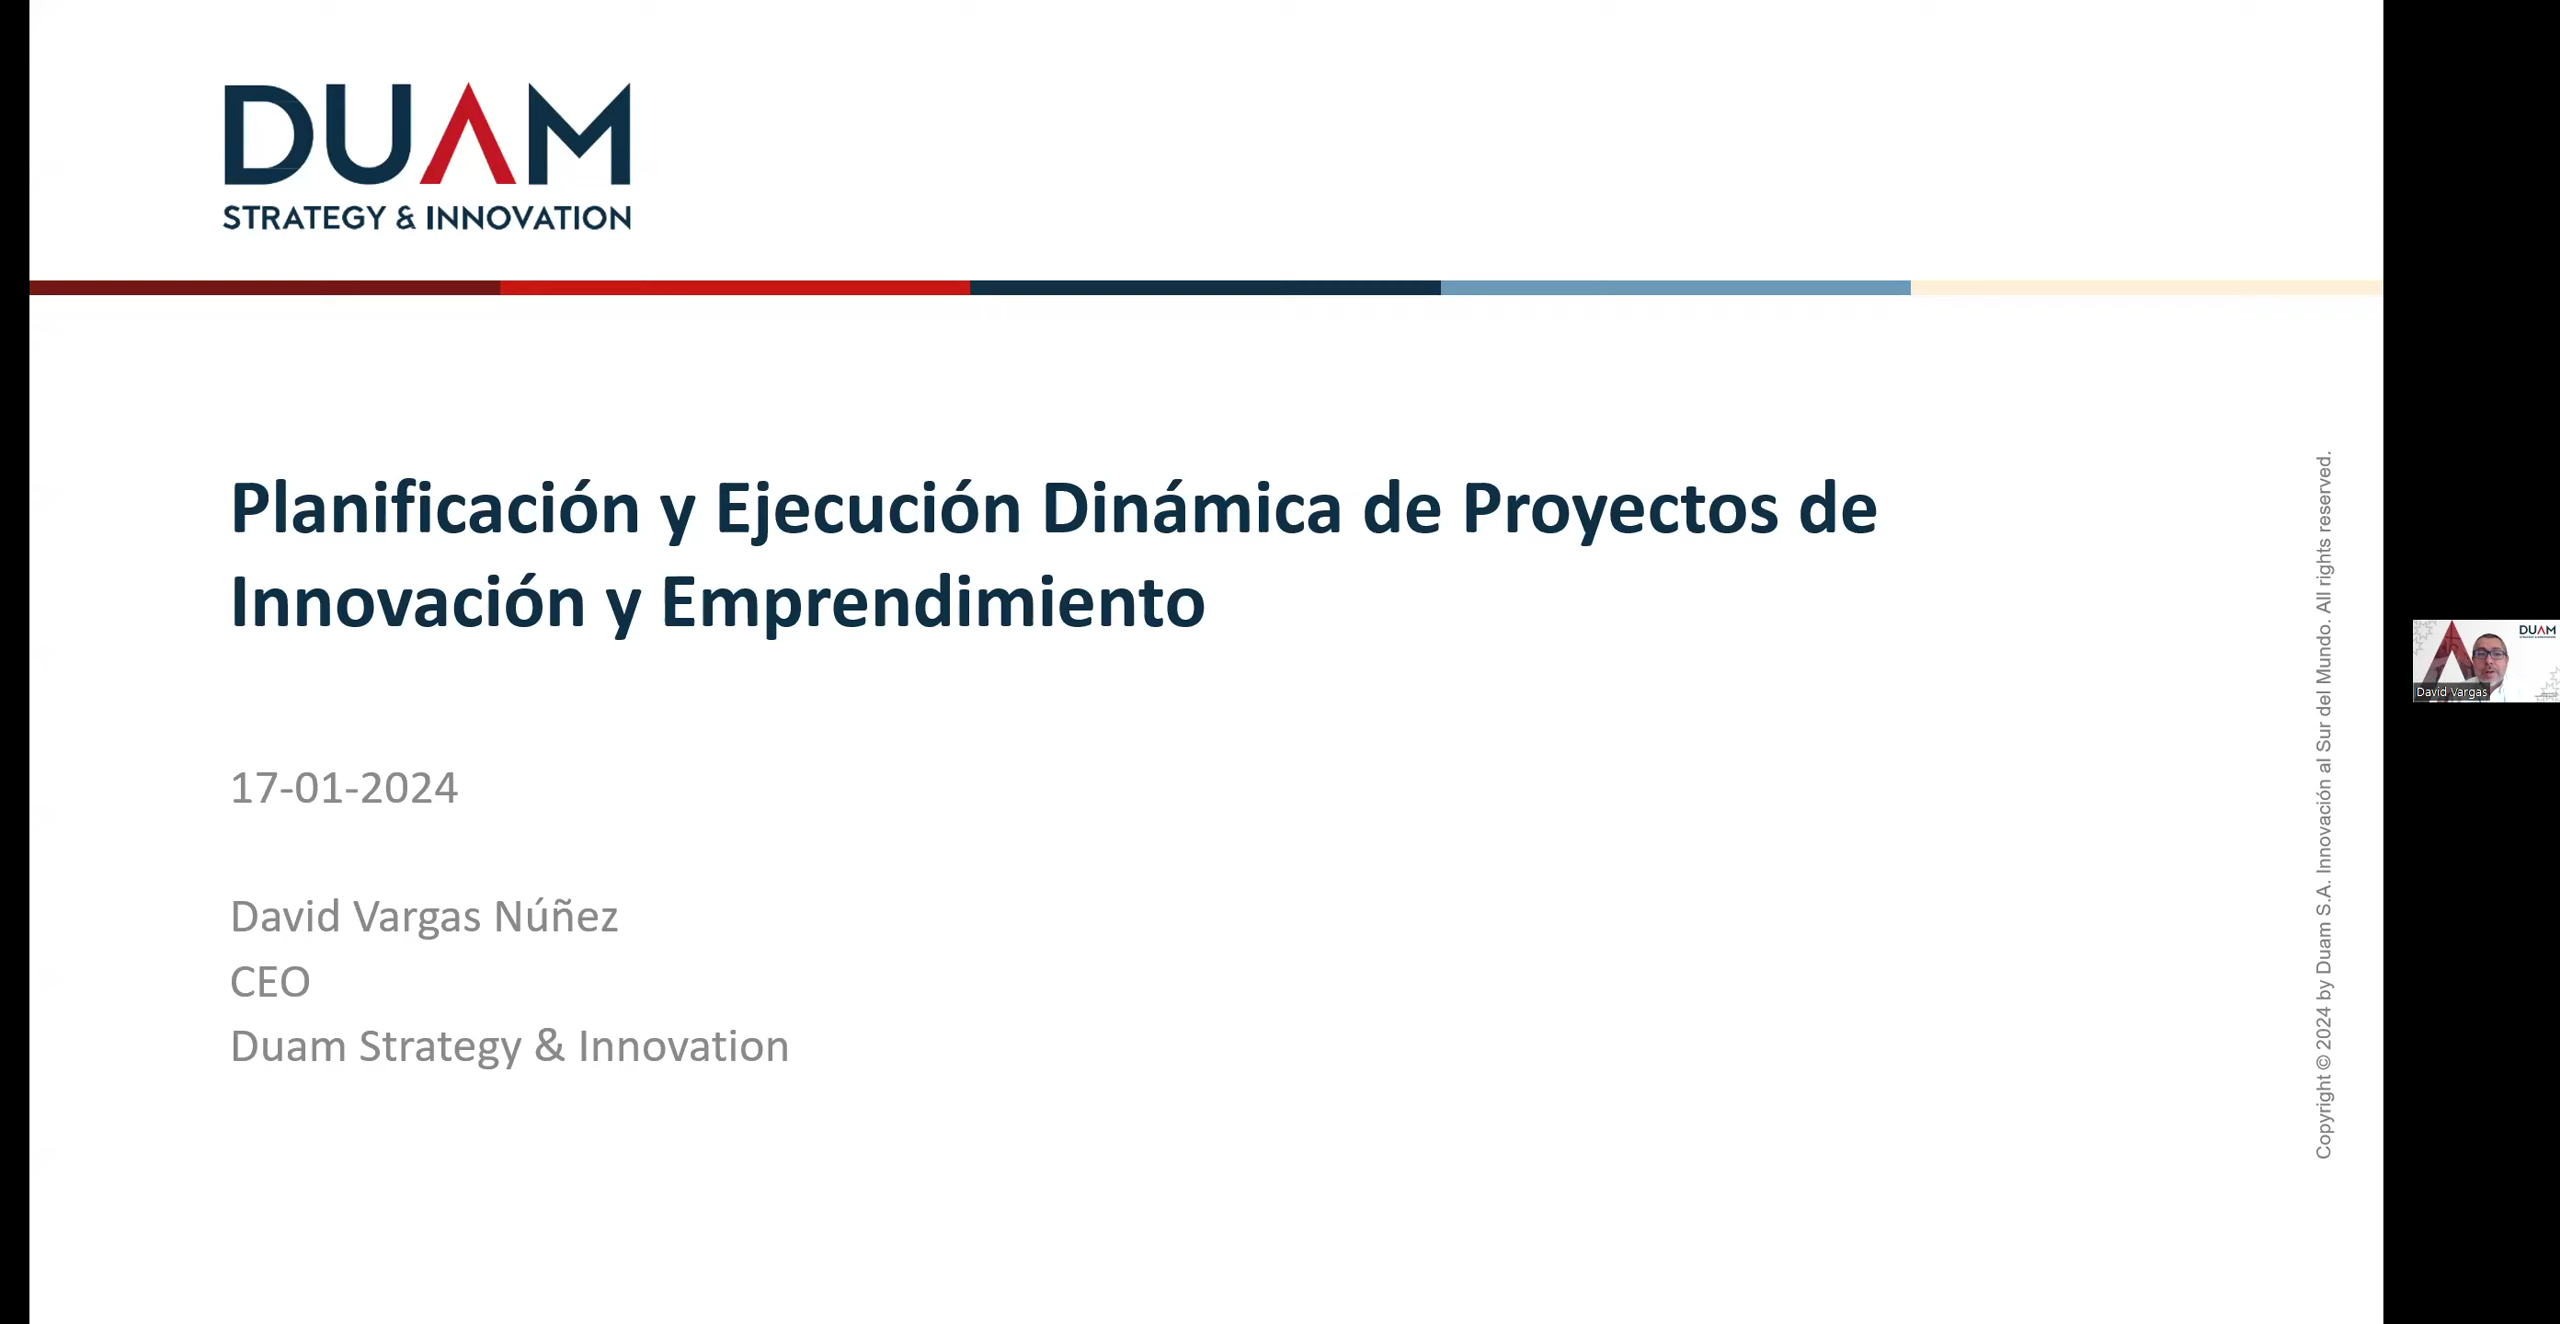 DUAM
STRATEGY & INNOVATION
Planificación y Ejecución Dinámica de Proyectos de
Innovación y Emprendimiento
17-01-2024
David Vargas Núñez
CEO
Duam Strategy & Innovation
Copyright © 2024 by Duam S.A. Innovación al Sur del Mundo. All rights reserved.
DUAM
David Vargas